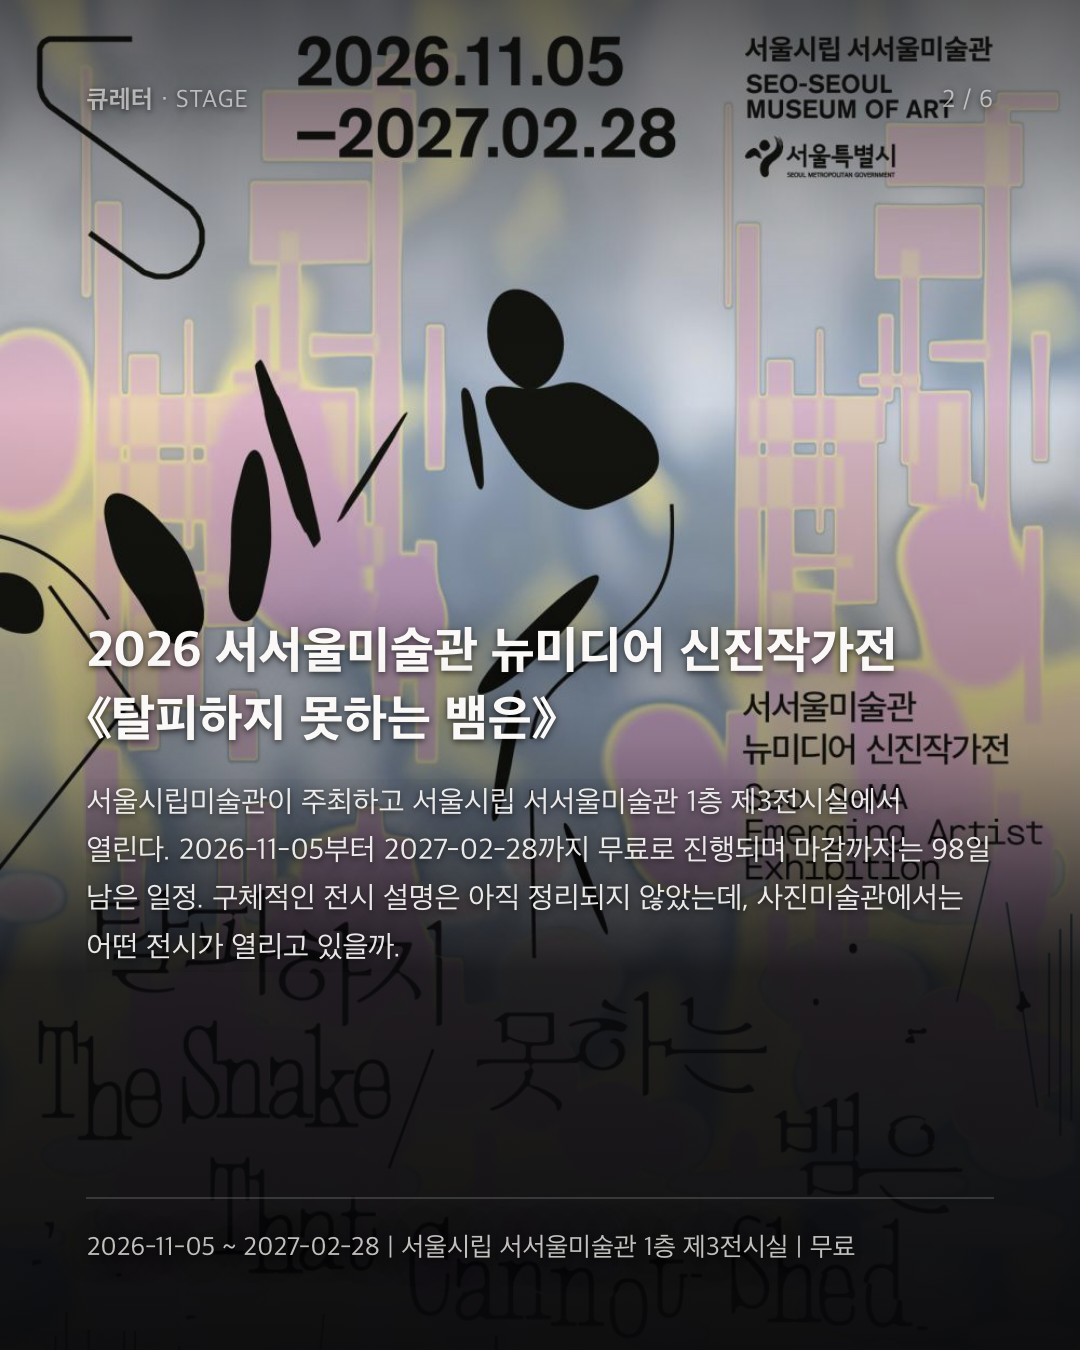 2026.11.05
–2027.02.28
서울시립 서서울미술관
SEO-SEOUL
MUSEUM OF ART
서울특별시
SEOUL METROPOLITAN GOVERNMENT
큐레터 · STAGE
2 / 6
2026 서서울미술관 뉴미디어 신진작가전
《탈피하지 못하는 뱀은》
서서울미술관
뉴미디어 신진작가전
Seo-SeMA
Emerging Artist
Exhibition
서울시립미술관이 주최하고 서울시립 서서울미술관 1층 제3전시실에서
열린다. 2026-11-05부터 2027-02-28까지 무료로 진행되며 마감까지는 98일
남은 일정. 구체적인 전시 설명은 아직 정리되지 않았는데, 사진미술관에서는
어떤 전시가 열리고 있을까.
탈피하지
못하는
뱀은
The Snake
That
Cannot Shed
2026-11-05 ~ 2027-02-28 | 서울시립 서서울미술관 1층 제3전시실 | 무료